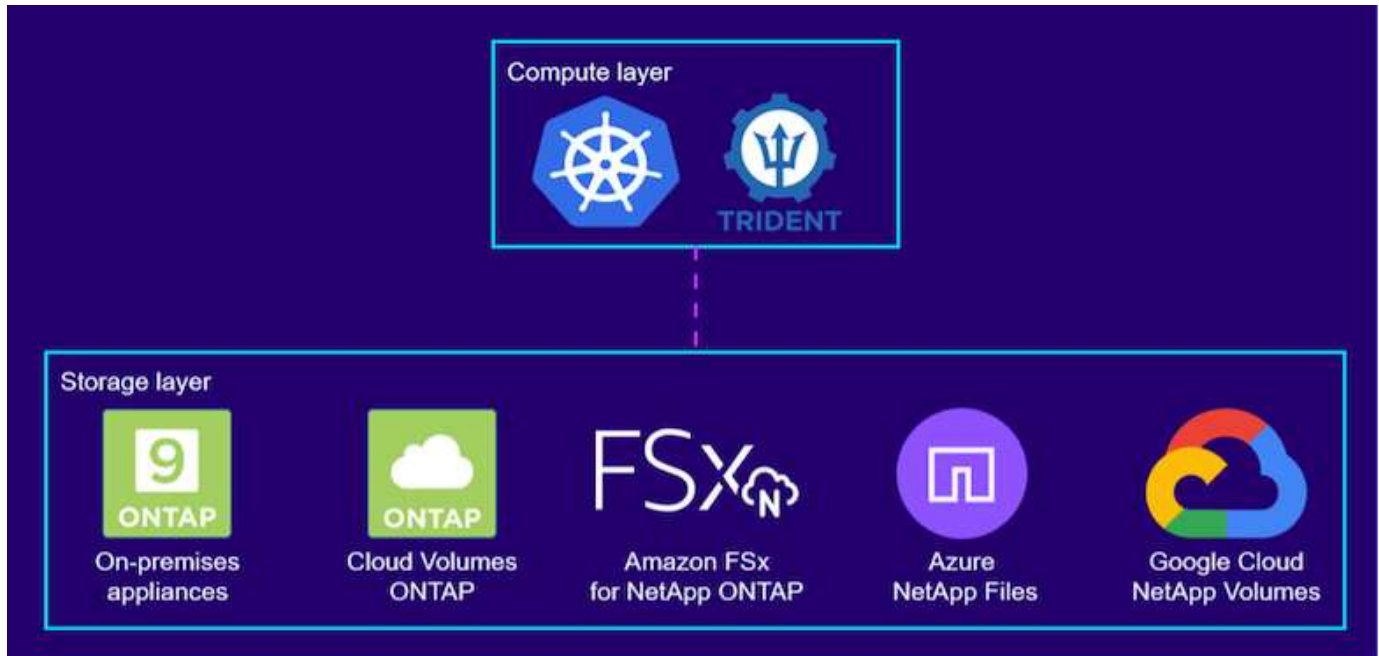 Compute layer
TRIDENT
Storage layer
9
ONTAP
On-premises
appliances
ONTAP
Cloud Volumes
ONTAP
FSx
N
Amazon FSx
for NetApp ONTAP
Azure
NetApp Files
Google Cloud
NetApp Volumes